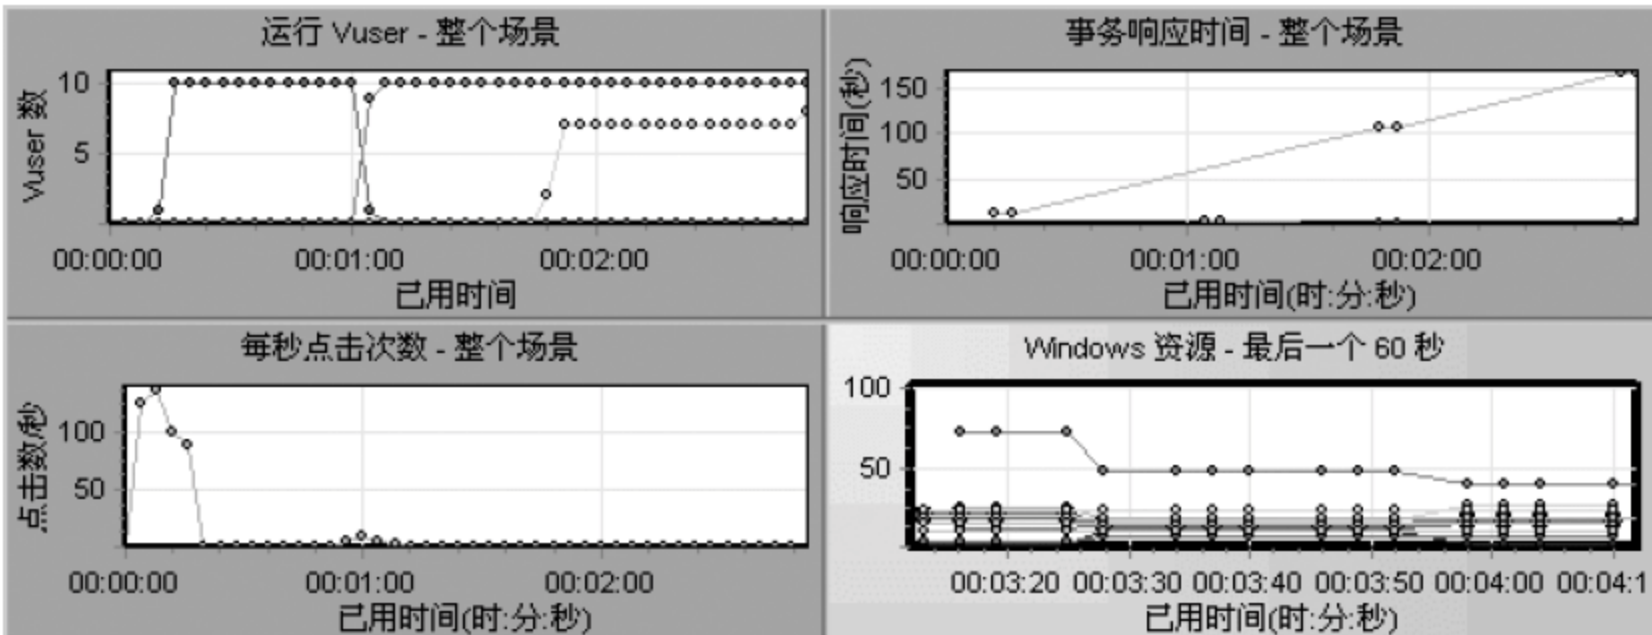 运行 Vuser - 整个场景
Vuser 数
10
5
00:00:00 00:01:00 00:02:00
已用时间
事务响应时间 - 整个场景
响应时间(秒)
150
100
50
00:00:00 00:01:00 00:02:00
已用时间(时:分:秒)
每秒点击次数 - 整个场景
点击数/秒
100
50
00:00:00 00:01:00 00:02:00
已用时间(时:分:秒)
Windows 资源 - 最后一个 60 秒
100
50
00:03:20 00:03:30 00:03:40 00:03:50 00:04:00 00:04:1
已用时间(时:分:秒)